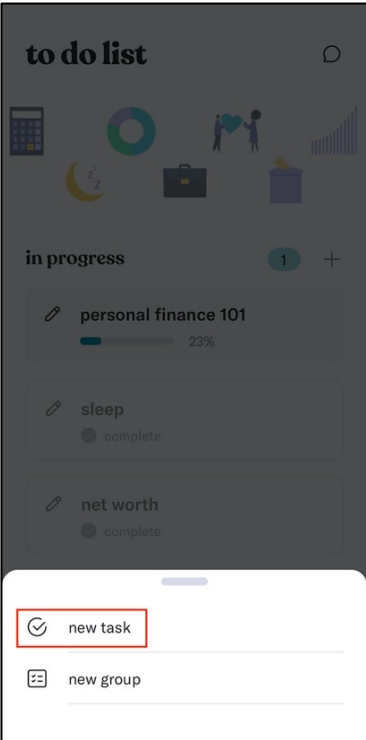 to do list
z z z
in progress
1
personal finance 101
23%
sleep
complete
net worth
complete
new task
new group